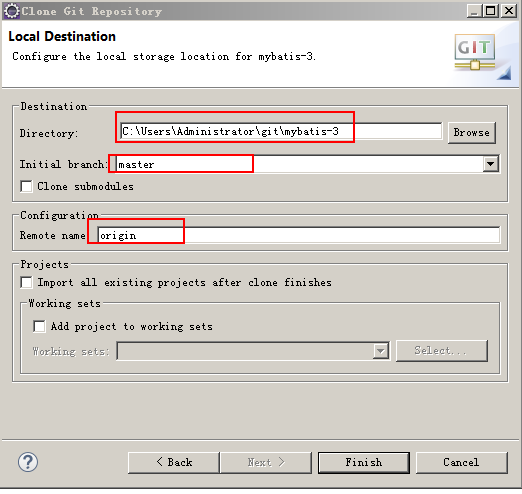 Clone Git Repository
Local Destination
Configure the local storage location for mybatis-3.
GIT
Destination
Directory: C:\Users\Administrator\git\mybatis-3 Browse
Initial branch: master
Clone submodules
Configuration
Remote name origin
Projects
Import all existing projects after clone finishes
Working sets
Add project to working sets
Working sets: Select...
? < Back Next > Finish Cancel